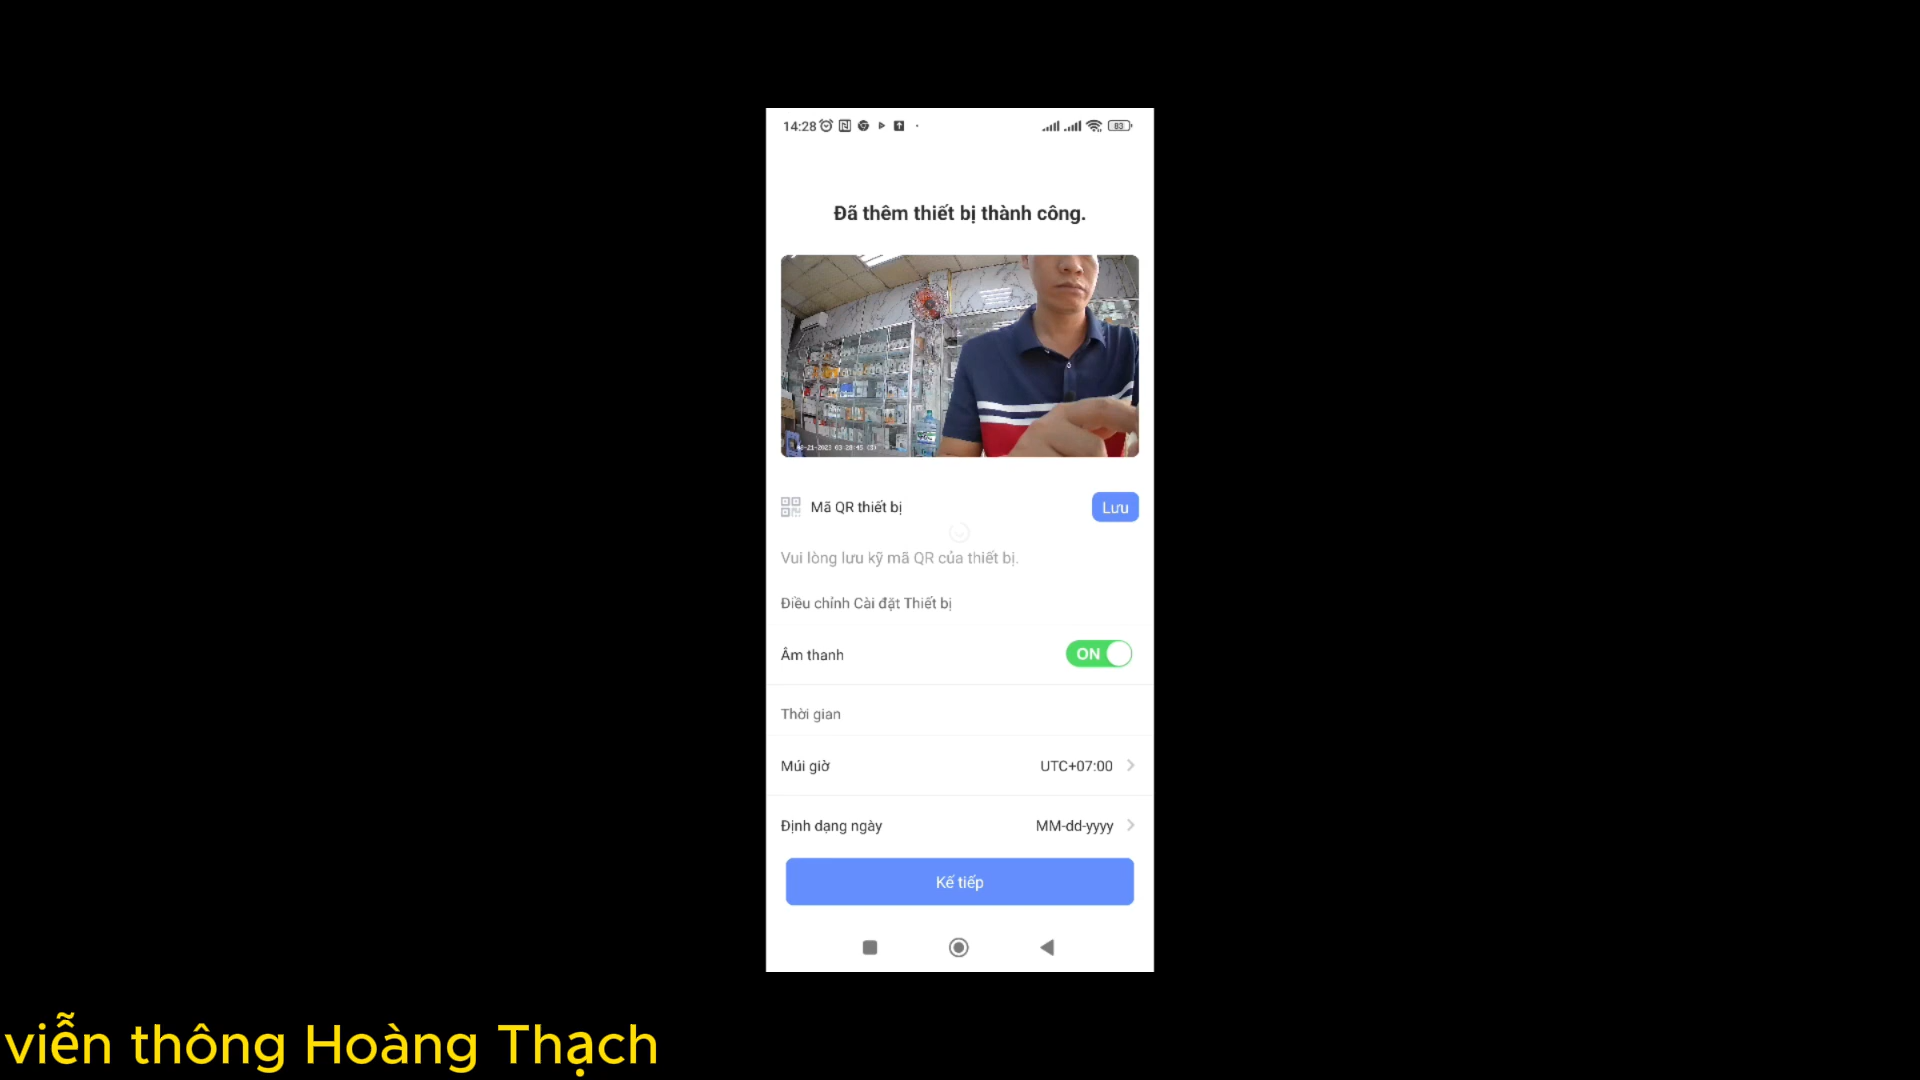 14:28
83
Đã thêm thiết bị thành công.
Mã QR thiết bị
Lưu
Vui lòng lưu kỹ mã QR của thiết bị.
Điều chỉnh Cài đặt Thiết bị
Âm thanh
ON
Thời gian
Múi giờ
UTC+07:00
Định dạng ngày
MM-dd-yyyy
Kế tiếp
viễn thông Hoàng Thạch